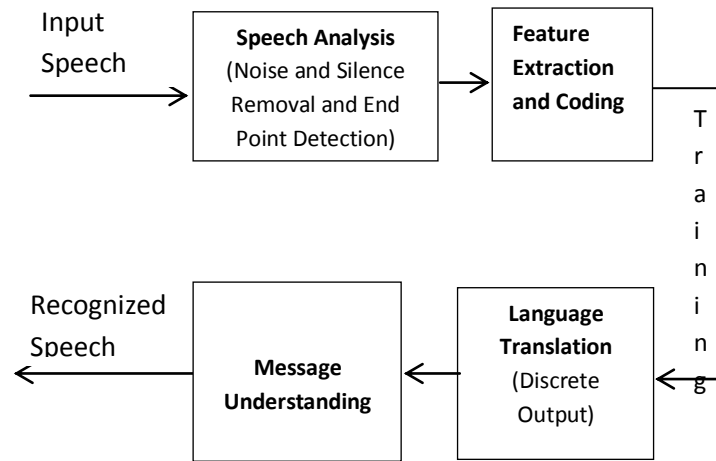 Input
Speech
Speech Analysis
(Noise and Silence
Removal and End
Point Detection)
Feature
Extraction
and Coding
T
r
a
i
n
i
n
g
Language
Translation
(Discrete
Output)
Message
Understanding
Recognized
Speech